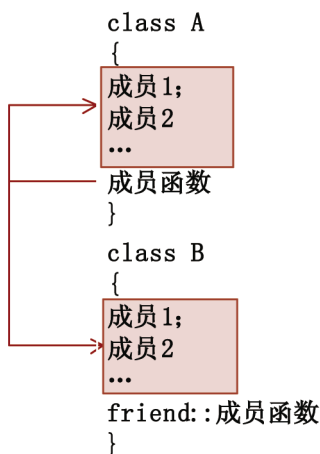 class A
{
成员1;
成员2
…
成员函数
}
class B
{
成员1;
成员2
…
friend::成员函数
}